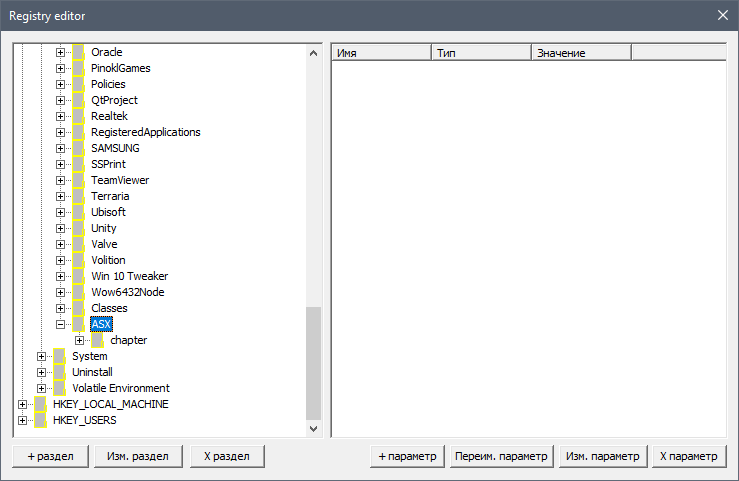 Registry editor
Oracle
PinoklGames
Policies
QtProject
Realtek
RegisteredApplications
SAMSUNG
SSPrint
TeamViewer
Terraria
Ubisoft
Unity
Valve
Volition
Win 10 Tweaker
Wow6432Node
Classes
ASX
chapter
System
Uninstall
Volatile Environment
HKEY_LOCAL_MACHINE
HKEY_USERS
Имя Тип Значение
+ раздел Изм. раздел X раздел + параметр Переим. параметр Изм. параметр X параметр